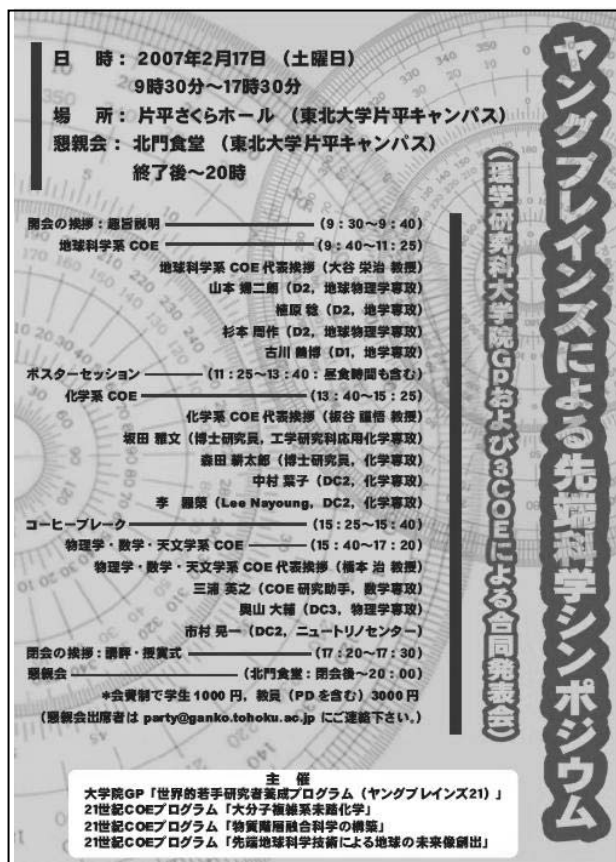 ヤングブレインズによる先端科学シンポジウム
(理学研究科大学院GPおよび3COEによる合同発表会)
日 時: 2007年2月17日 (土曜日)
9時30分~17時30分
場 所: 片平さくらホール (東北大学片平キャンパス)
懇親会: 北門食堂 (東北大学片平キャンパス)
終了後~20時
開会の挨拶:趣旨説明 (9:30~9:40)
地球科学系 COE (9:40~11:25)
地球科学系 COE 代表挨拶 (大谷 栄治 教授)
山本 (D2, 地球物理学専攻)
植原 稔 (D2, 地学専攻)
杉本 周作 (D2, 地球物理学専攻)
古川 善博 (D1, 地学専攻)
ポスターセッション (11:25~13:40:昼食時間も含む)
化学系 COE (13:40~15:25)
化学系 COE 代表挨拶 (教授)
坂田 雅文 (博士研究員, 工学研究科応用化学専攻)
森田 耕太郎 (博士研究員, 化学専攻)
中村 葉子 (DC2, 化学専攻)
李 (Lee Nayoung, DC2, 化学専攻)
コーヒーブレーク (15:25~15:40)
物理学・数学・天文学系 COE (15:40~17:20)
物理学・数学・天文学系 COE 代表挨拶 (橋本 治 教授)
三浦 英之 (COE 研究助手, 数学専攻)
奥山 大輔 (DC3, 物理学専攻)
市村 晃一 (DC2, ニュートリノセンター)
閉会の挨拶:講評・授賞式 (17:20~17:30)
懇親会 (北門食堂:閉会後~20:00)
*会費制で学生1000円, 教員 (PDを含む) 3000円
(懇親会出席者は party@ganko.tohoku.ac.jp にご連絡下さい。)
主 催
大学院GP「世界的若手研究者養成プログラム (ヤングブレインズ21)」
21世紀COEプログラム「大分子複雑系未踏化学」
21世紀COEプログラム「物質階層融合科学の構築」
21世紀COEプログラム「先端地球科学技術による地球の未来像創出」